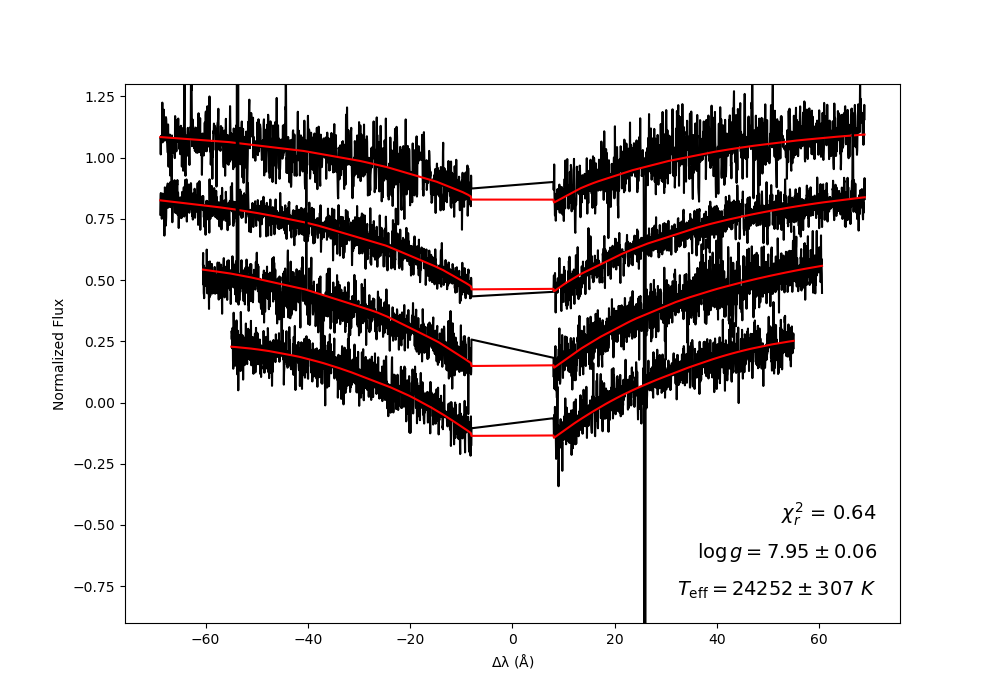 1.25
1.00
0.75
0.50
0.25
0.00
−0.25
−0.50
−0.75
Normalized Flux
χ²ᵣ = 0.64
log g = 7.95 ± 0.06
T_eff = 24252 ± 307 K
−60 −40 −20 0 20 40 60
Δλ (Å)